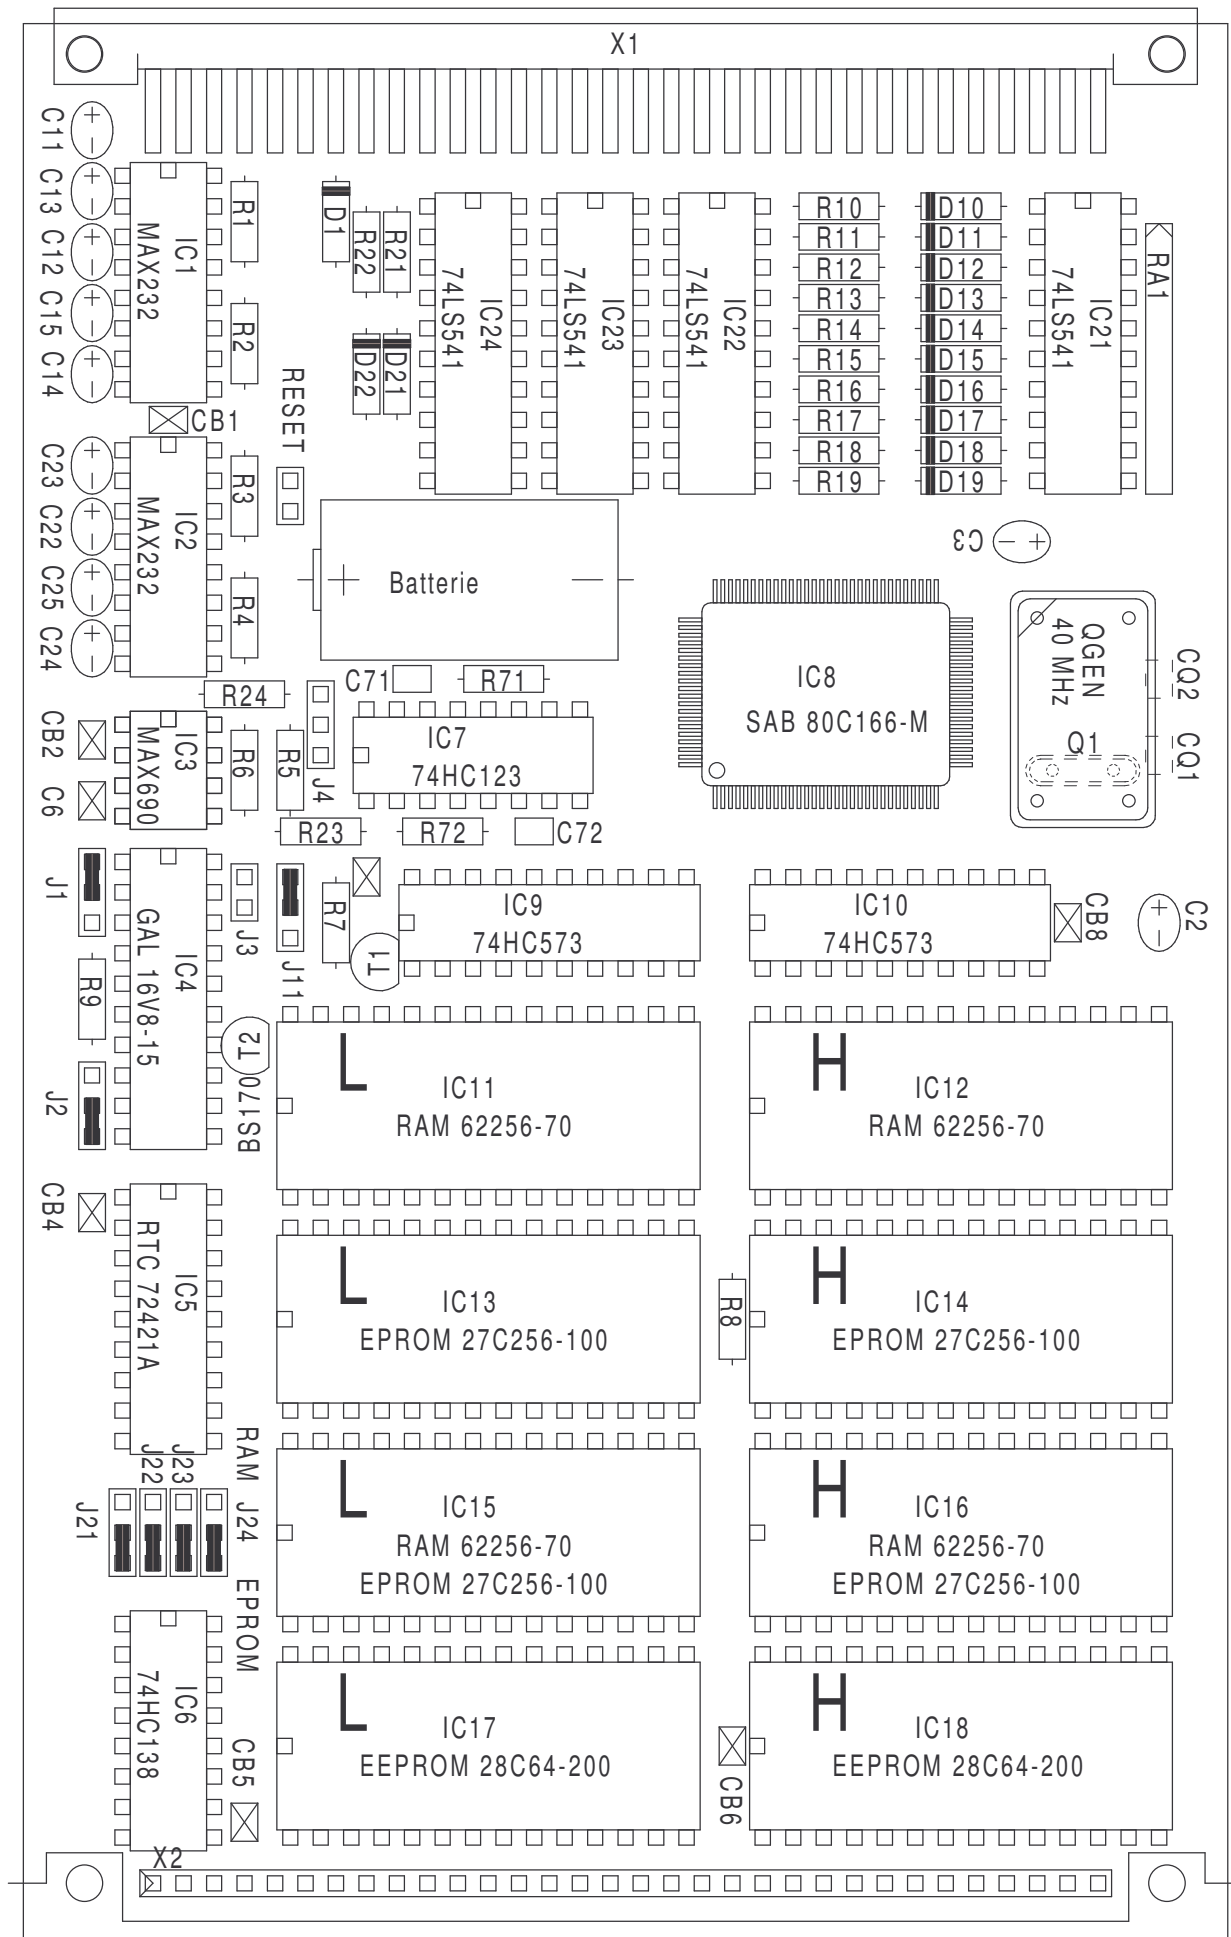 X1
C11
C13
C12
C15
C14
IC1
MAX232
R1
R2
D1
R22
R21
D22
D21
RESET
CB1
IC24
74LS541
IC23
74LS541
IC22
74LS541
R10
R11
R12
R13
R14
R15
R16
R17
R18
R19
D10
D11
D12
D13
D14
D15
D16
D17
D18
D19
IC21
74LS541
RA1
C23
C22
C25
C24
IC2
MAX232
R3
R4
+ Batterie −
C3
IC8
SAB 80C166-M
QGEN
40 MHz
Q1
CQ2
CQ1
R24
C71
R71
CB2
C6
IC3
MAX690
R6
R5
J4
IC7
74HC123
R23
R72
C72
J1
R9
J2
IC4
GAL 16V8-15
J3
J11
R7
T1
T2
BS170
IC9
74HC573
IC10
74HC573
CB8
C2
L
IC11
RAM 62256-70
H
IC12
RAM 62256-70
CB4
IC5
RTC 72421A
L
IC13
EPROM 27C256-100
R8
H
IC14
EPROM 27C256-100
RAM
J22
J23
J21
J24
EPROM
L
IC15
RAM 62256-70
EPROM 27C256-100
H
IC16
RAM 62256-70
EPROM 27C256-100
IC6
74HC138
CB5
L
IC17
EEPROM 28C64-200
CB6
H
IC18
EEPROM 28C64-200
X2